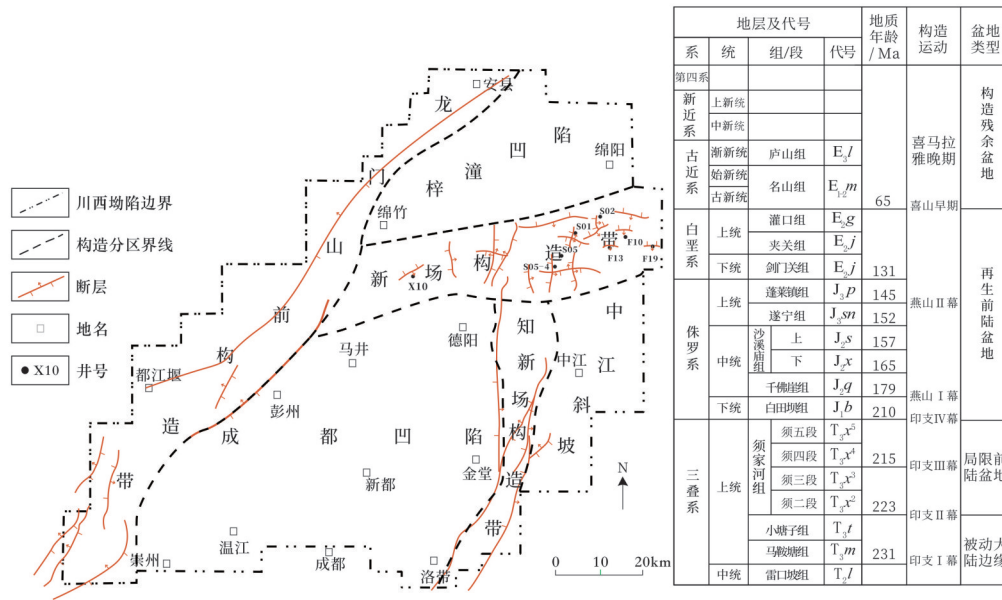 龙门山前构造带
安县
梓潼凹陷
绵阳
绵竹
新场构造带
S02
S01
S05
S05-4
F10
F13
F19
X10
德阳
马井
知新场构造带
中江斜坡
中江
都江堰
彭州
成都凹陷
新都
金堂
温江
崇州
成都
洛带
N
0 10 20km
川西坳陷边界
构造分区界线
断层
地名
X10 井号
地层及代号 地质年龄/Ma 构造运动 盆地类型
系 统 组/段 代号
第四系
新近系 上新统
中新统
古近系 渐新统 庐山组 E₃l
始新统 名山组 E₁₋₂m
古新统 65
白垩系 上统 灌口组 E₂g
夹关组 E₂j
下统 剑门关组 E₂j 131
侏罗系 上统 蓬莱镇组 J₃p 145
遂宁组 J₃sn 152
中统 沙溪庙组 上 J₂s 157
下 J₂x 165
千佛崖组 J₂q 179
下统 白田坝组 J₁b 210
三叠系 上统 须家河组 须五段 T₃x⁵
须四段 T₃x⁴ 215
须三段 T₃x³
须二段 T₃x² 223
小塘子组 T₃t
马鞍塘组 T₃m 231
中统 雷口坡组 T₂l
喜马拉雅晚期
喜山早期
燕山Ⅱ幕
燕山Ⅰ幕
印支Ⅳ幕
印支Ⅲ幕
印支Ⅱ幕
印支Ⅰ幕
构造残余盆地
再生前陆盆地
局限前陆盆地
被动大陆边缘